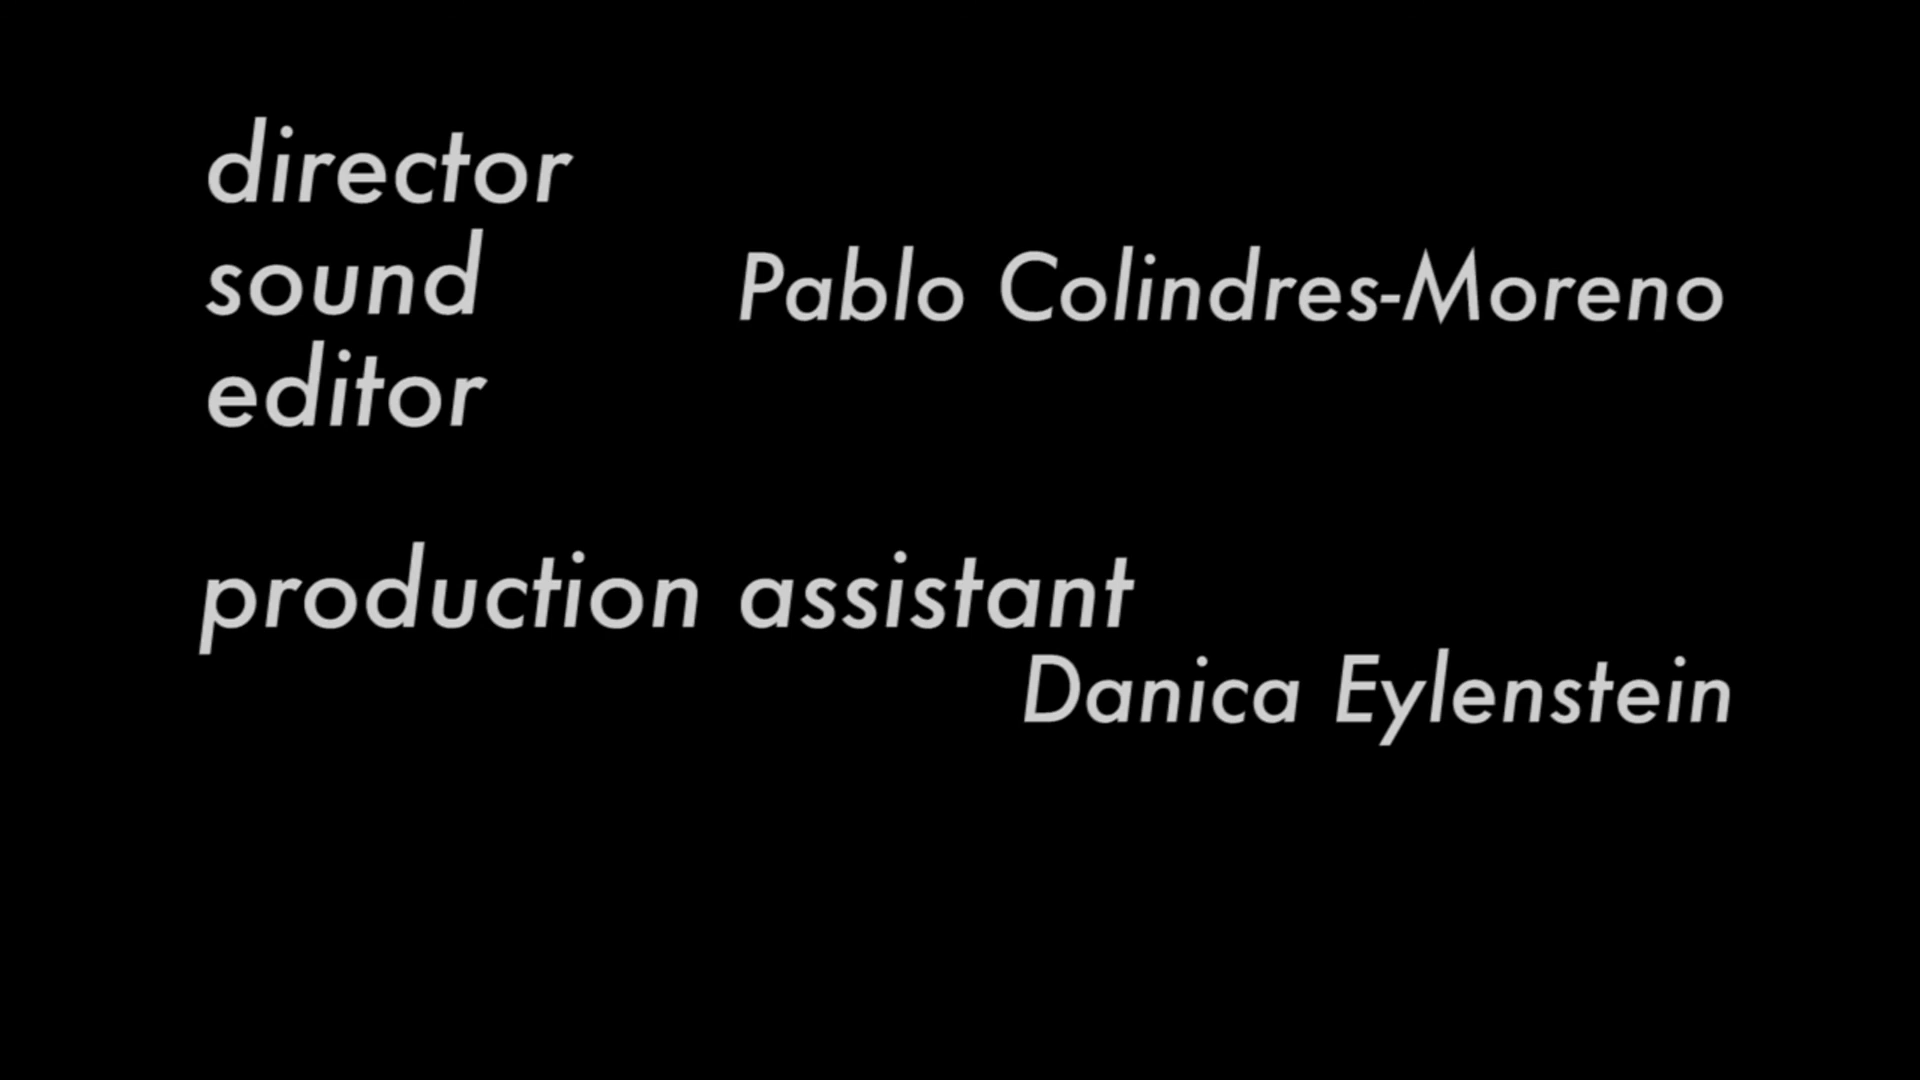 director
sound
Pablo Colindres-Moreno
editor
production assistant
Danica Eylenstein